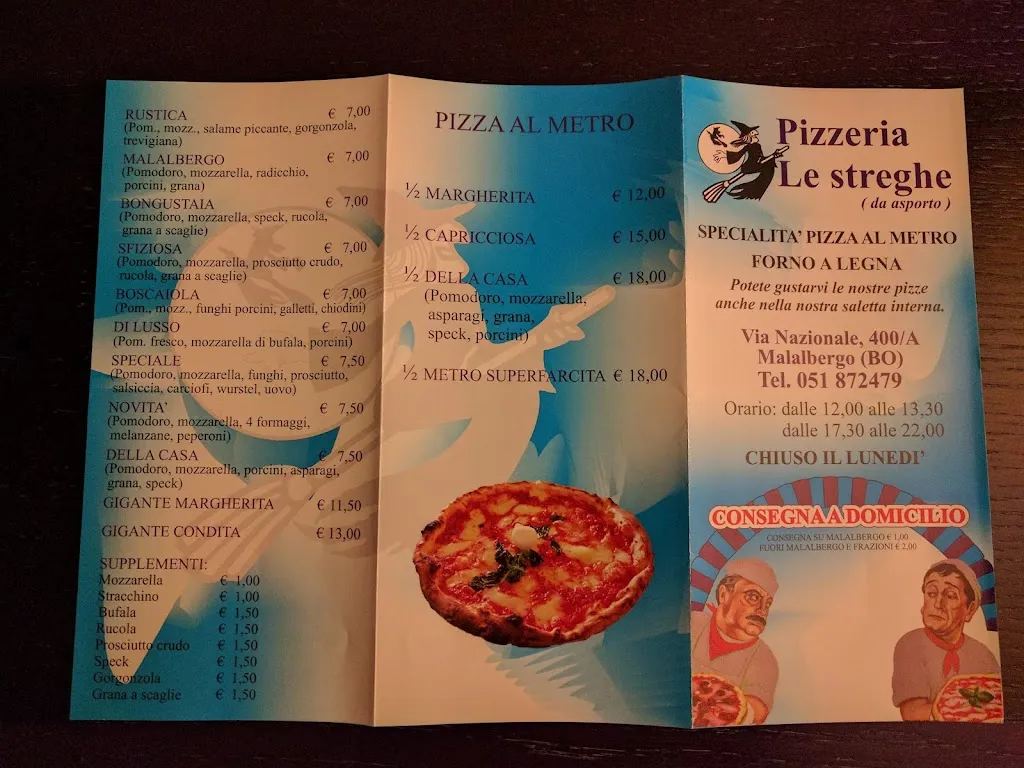 RUSTICA € 7,00
(Pom., mozz., salame piccante, gorgonzola,
trevigiana)
MALALBERGO € 7,00
(Pomodoro, mozzarella, radicchio,
porcini, grana)
BONGUSTAIA € 7,00
(Pomodoro, mozzarella, speck, rucola,
grana a scaglie)
SFIZIOSA € 7,00
(Pomodoro, mozzarella, prosciutto crudo,
rucola, grana a scaglie)
BOSCAIOLA € 7,00
(Pom., mozz., funghi porcini, galletti, chiodini)
DI LUSSO € 7,00
(Pom. fresco, mozzarella di bufala, porcini)
SPECIALE € 7,50
(Pomodoro, mozzarella, funghi, prosciutto,
salsiccia, carciofi, wurstel, uovo)
NOVITA' € 7,50
(Pomodoro, mozzarella, 4 formaggi,
melanzane, peperoni)
DELLA CASA € 7,50
(Pomodoro, mozzarella, porcini, asparagi,
grana, speck)
GIGANTE MARGHERITA € 11,50
GIGANTE CONDITA € 13,00
SUPPLEMENTI:
Mozzarella € 1,00
Stracchino € 1,00
Bufala € 1,50
Rucola € 1,50
Prosciutto crudo € 1,50
Speck € 1,50
Gorgonzola € 1,50
Grana a scaglie € 1,50
PIZZA AL METRO
½ MARGHERITA € 12,00
½ CAPRICCIOSA € 15,00
½ DELLA CASA € 18,00
(Pomodoro, mozzarella,
asparagi, grana,
speck, porcini)
½ METRO SUPERFARCITA € 18,00
Pizzeria
Le streghe
( da asporto )
SPECIALITA' PIZZA AL METRO
FORNO A LEGNA
Potete gustarvi le nostre pizze
anche nella nostra saletta interna.
Via Nazionale, 400/A
Malalbergo (BO)
Tel. 051 872479
Orario: dalle 12,00 alle 13,30
dalle 17,30 alle 22,00
CHIUSO IL LUNEDI'
CONSEGNA A DOMICILIO
CONSEGNA SU MALALBERGO € 1,00
FUORI MALALBERGO E FRAZIONI € 2,00